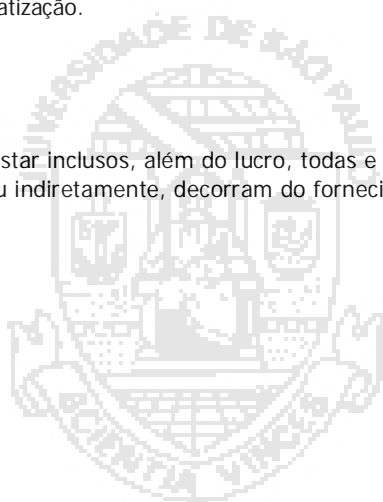 atização.
UNIVERSIDADE DE SÃO PAULO
star inclusos, além do lucro, todas e
u indiretamente, decorram do forneci
SCIENTIA VINCES